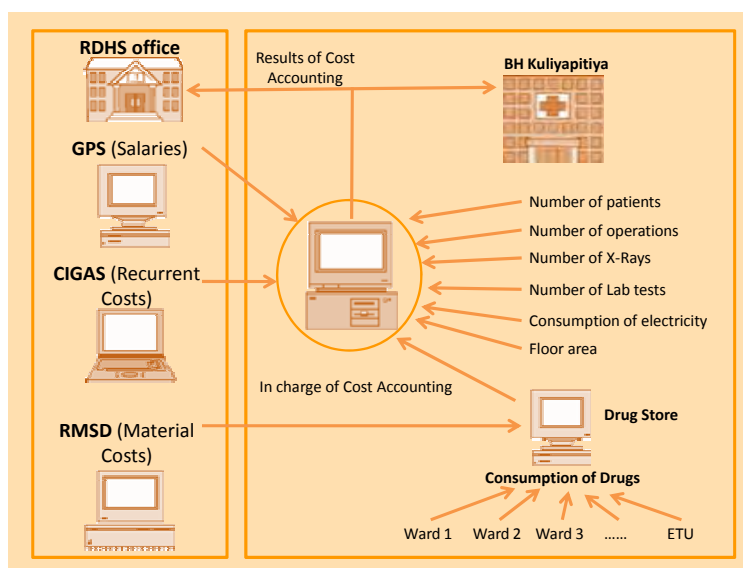 RDHS office
GPS (Salaries)
CIGAS (Recurrent
Costs)
RMSD (Material
Costs)
Results of Cost
Accounting
BH Kuliyapitiya
Number of patients
Number of operations
Number of X-Rays
Number of Lab tests
Consumption of electricity
Floor area
In charge of Cost Accounting
Drug Store
Consumption of Drugs
Ward 1 Ward 2 Ward 3 …… ETU